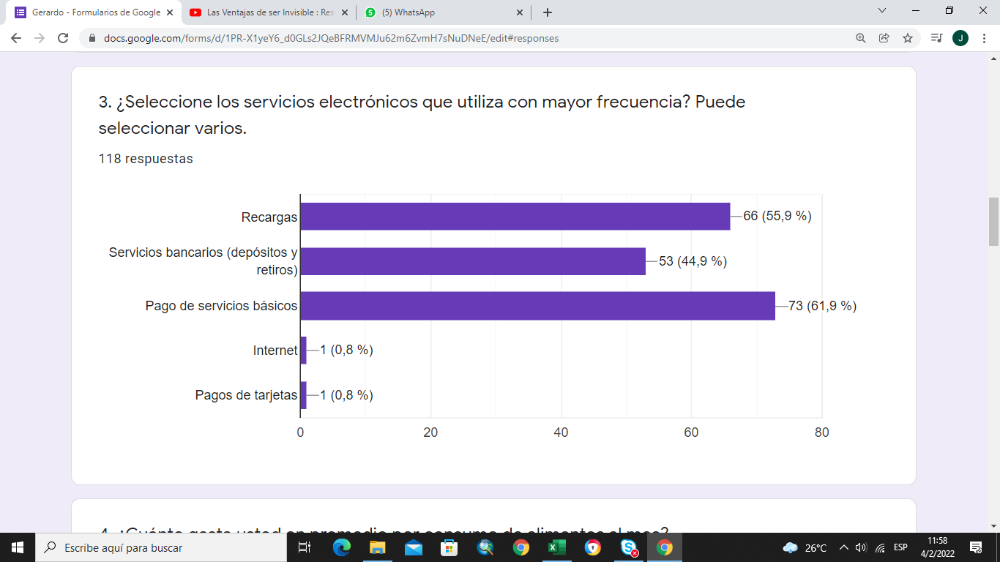 Gerardo - Formularios de Google
Las Ventajas de ser Invisible : Res
5
(5) WhatsApp
docs.google.com/forms/d/1PR-X1yeY6_d0GLs2JQeBFRMVMJu62m6ZvmH7sNuDNeE/edit#responses
J
3. ¿Seleccione los servicios electrónicos que utiliza con mayor frecuencia? Puede
seleccionar varios.
118 respuestas
Recargas
66 (55,9 %)
Servicios bancarios (depósitos y
retiros)
53 (44,9 %)
Pago de servicios básicos
73 (61,9 %)
Internet
1 (0,8 %)
Pagos de tarjetas
1 (0,8 %)
0 20 40 60 80
4. ¿Cuánto gasta usted en promedio por consumo de alimentos al mes?
Escribe aquí para buscar
26°C
ESP
11:58
4/2/2022